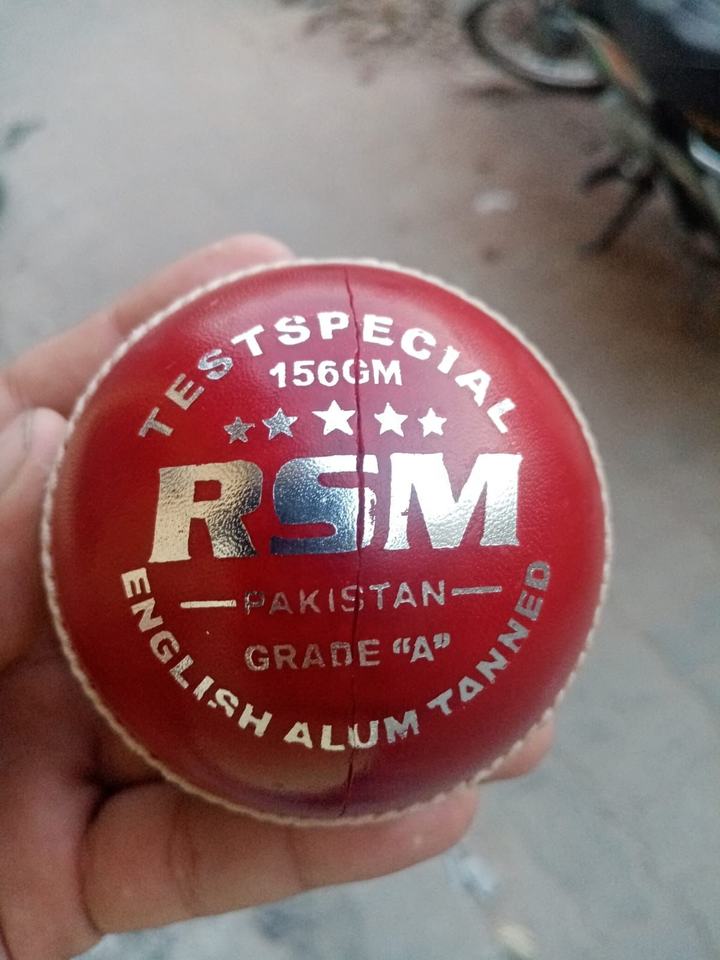 TESTSPECIAL
156GM
RSM
PAKISTAN
GRADE "A"
ENGLISH ALUM TANNED